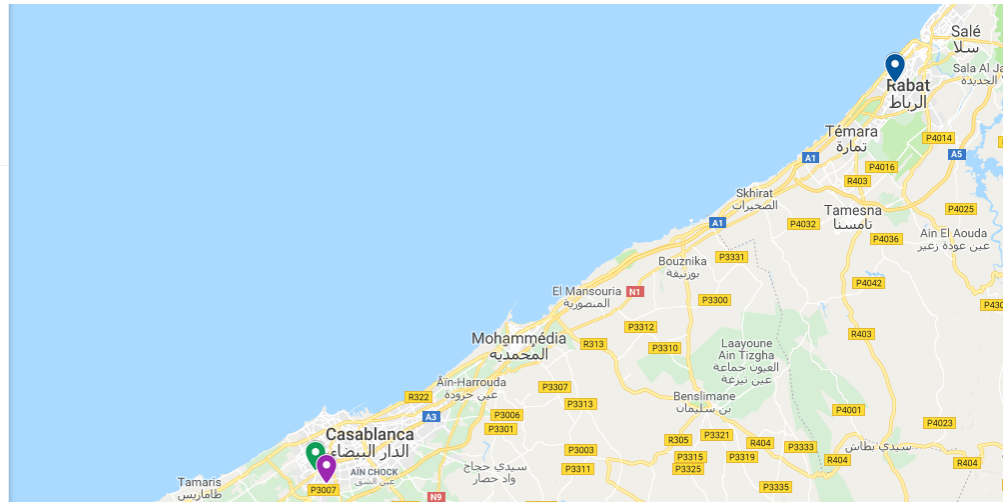 Salé
سلا
Sala Al Ja
الجديدة
Rabat
الرباط
Témara
تمارة
P4014
A1
A5
P4016
R403
Skhirat
الصخيرات
Tamesna
تامسنا
P4025
A1
P4032
P4036
Ain El Aouda
عين عودة زعير
Bouznika
بوزنيقة
P3331
P4042
El Mansouria
المنصورية
N1
P3300
P430
P3312
R403
Mohammédia
المحمدية
R313
P3310
Laayoune
Ain Tizgha
العيون جماعة
عين تيزغة
Aïn-Harrouda
عين حرودة
P3307
R322
P3313
Benslimane
بن سليمان
A3
P3006
P4001
P3301
P4023
Casablanca
الدار البيضاء
R305
P3321
R404
P3333
سيدي بطاش
P3003
P3315
P3319
R404
R404
AÏN CHOCK
عين الشق
سيدي حجاج
واد حصار
P3311
P3325
Tamaris
طاماريس
P3007
N9
P3335